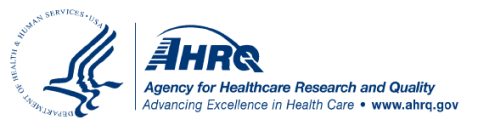 DEPARTMENT OF HEALTH & HUMAN SERVICES • USA
AHRQ
Agency for Healthcare Research and Quality
Advancing Excellence in Health Care • www.ahrq.gov